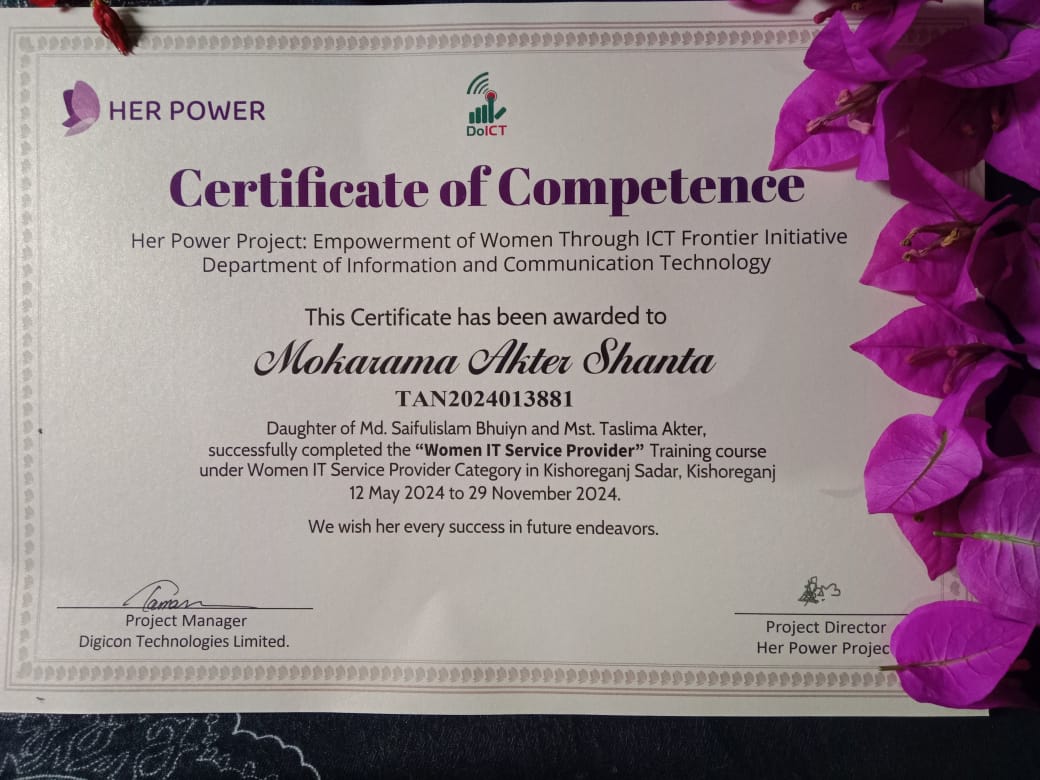 HER POWER
DoICT
Certificate of Competence
Her Power Project: Empowerment of Women Through ICT Frontier Initiative
Department of Information and Communication Technology
This Certificate has been awarded to
Mokarama Akter Shanta
TAN2024013881
Daughter of Md. Saifulislam Bhuiyn and Mst. Taslima Akter,
successfully completed the “Women IT Service Provider” Training course
under Women IT Service Provider Category in Kishoreganj Sadar, Kishoreganj
12 May 2024 to 29 November 2024.
We wish her every success in future endeavors.
Project Manager
Digicon Technologies Limited.
Project Director
Her Power Projec